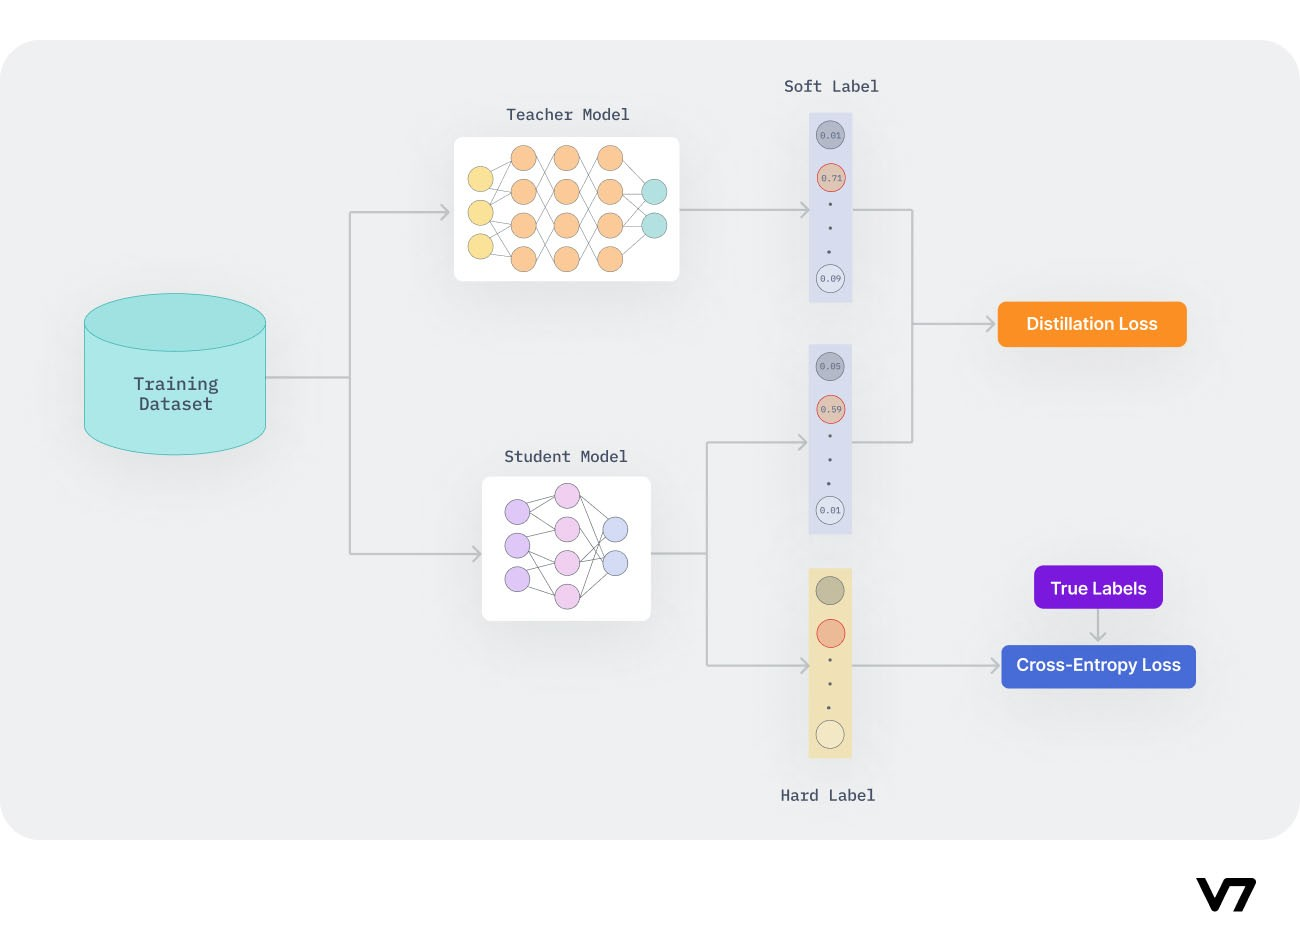 Soft Label
Teacher Model
0.01
0.71
0.09
Distillation Loss
Training
Dataset
0.05
0.59
0.01
Student Model
True Labels
Cross-Entropy Loss
Hard Label
V7